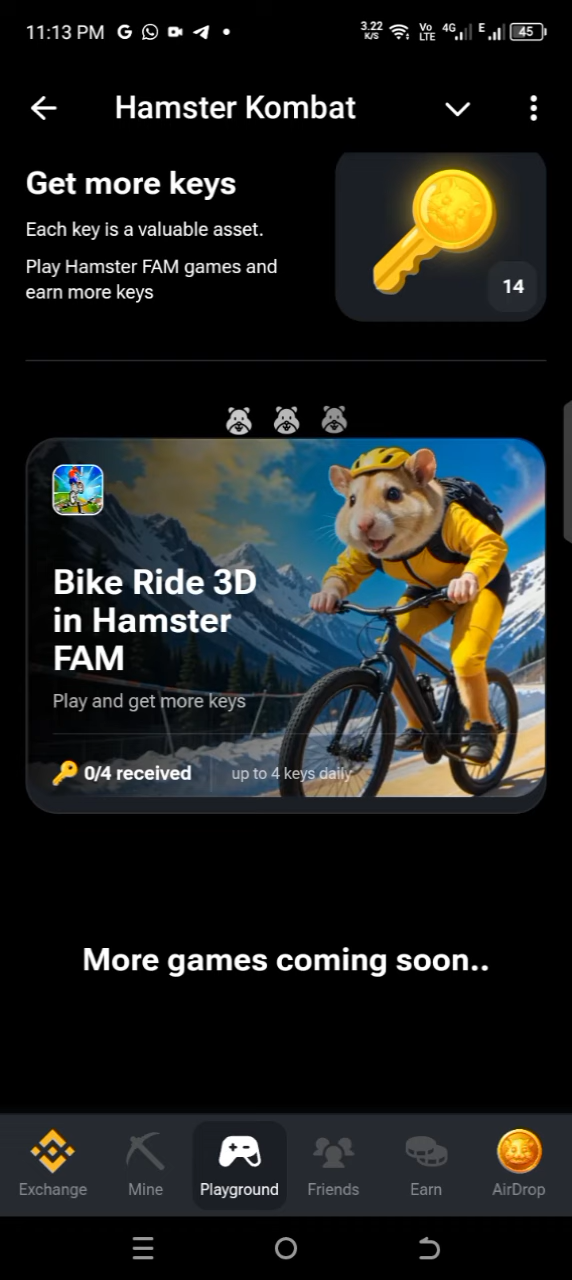 11:13 PM
3.22 K/S
Vo LTE
4G
E
45
Hamster Kombat
Get more keys
Each key is a valuable asset.
Play Hamster FAM games and
earn more keys
14
Bike Ride 3D
in Hamster
FAM
Play and get more keys
0/4 received
up to 4 keys daily
More games coming soon..
Exchange
Mine
Playground
Friends
Earn
AirDrop